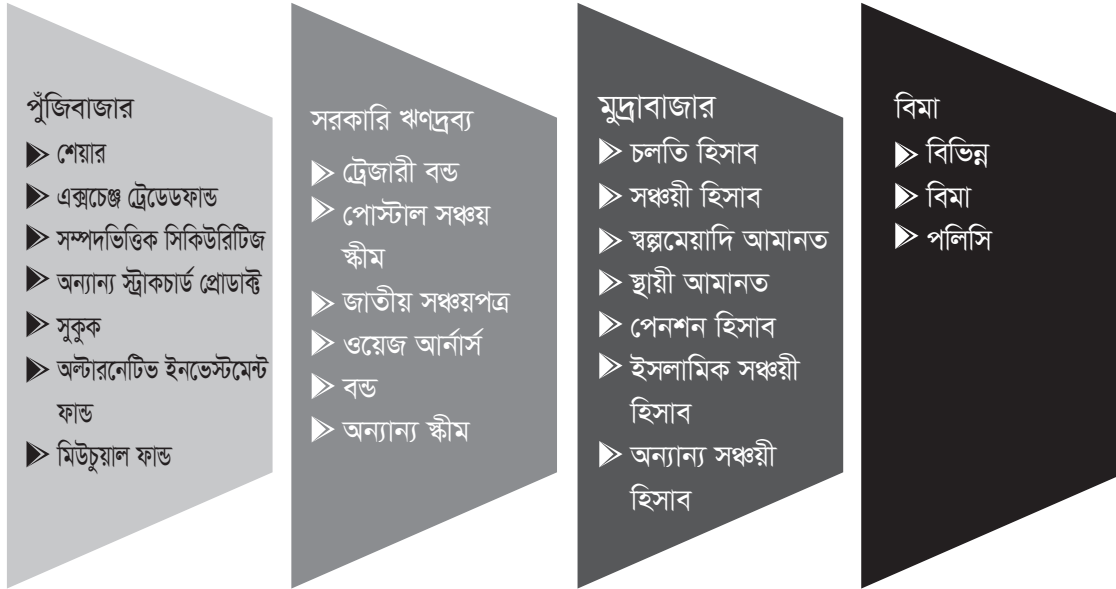 পুঁজিবাজার
শেয়ার
এক্সচেঞ্জ ট্রেডেডফান্ড
সম্পদভিত্তিক সিকিউরিটিজ
অন্যান্য স্ট্রাকচার্ড প্রোডাক্ট
সুকুক
অল্টারনেটিভ ইনভেস্টমেন্ট
ফান্ড
মিউচুয়াল ফান্ড
সরকারি ঋণদ্রব্য
ট্রেজারী বন্ড
পোস্টাল সঞ্চয়
স্কীম
জাতীয় সঞ্চয়পত্র
ওয়েজ আর্নার্স
বন্ড
অন্যান্য স্কীম
মুদ্রাবাজার
চলতি হিসাব
সঞ্চয়ী হিসাব
স্বল্পমেয়াদি আমানত
স্থায়ী আমানত
পেনশন হিসাব
ইসলামিক সঞ্চয়ী
হিসাব
অন্যান্য সঞ্চয়ী
হিসাব
বিমা
বিভিন্ন
বিমা
পলিসি